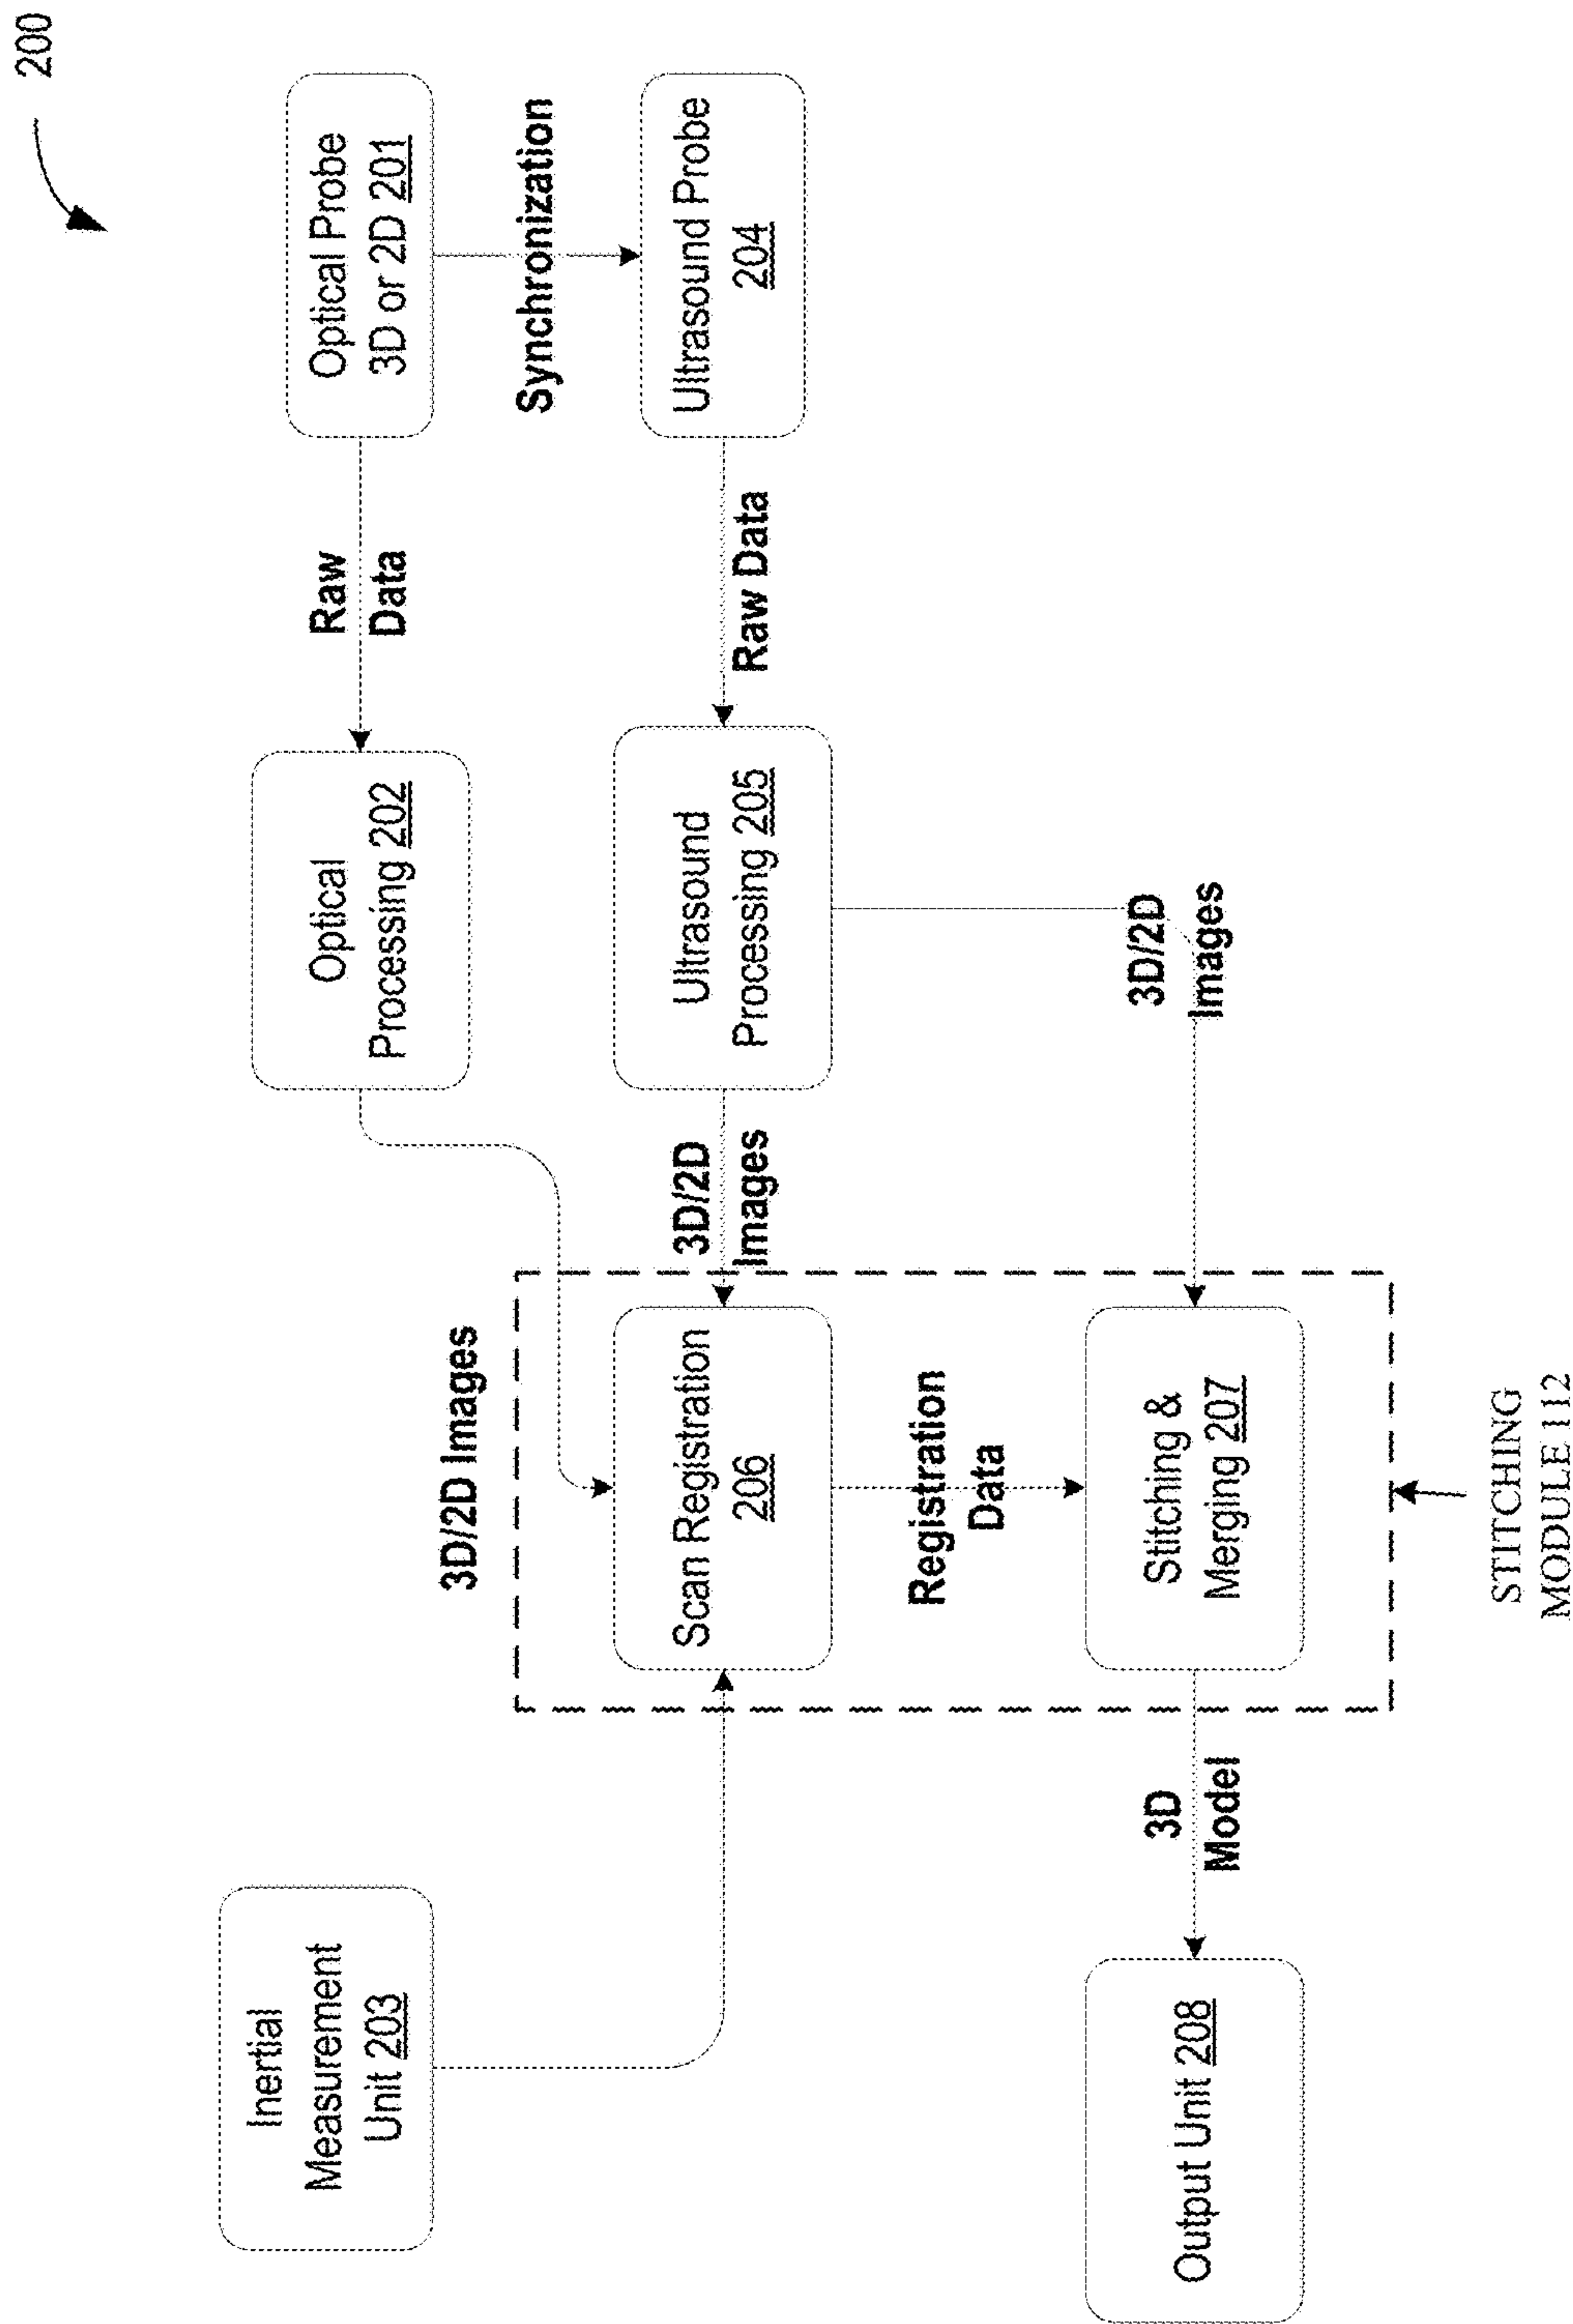 200
Optical Probe
3D or 2D 201
Synchronization
Ultrasound Probe
204
Raw
Data
Raw Data
Optical
Processing 202
Ultrasound
Processing 205
3D/2D
Images
3D/2D
Images
3D/2D Images
Scan Registration
206
Registration
Data
Stitching &
Merging 207
STITCHING
MODULE 112
Inertial
Measurement
Unit 203
3D
Model
Output Unit 208